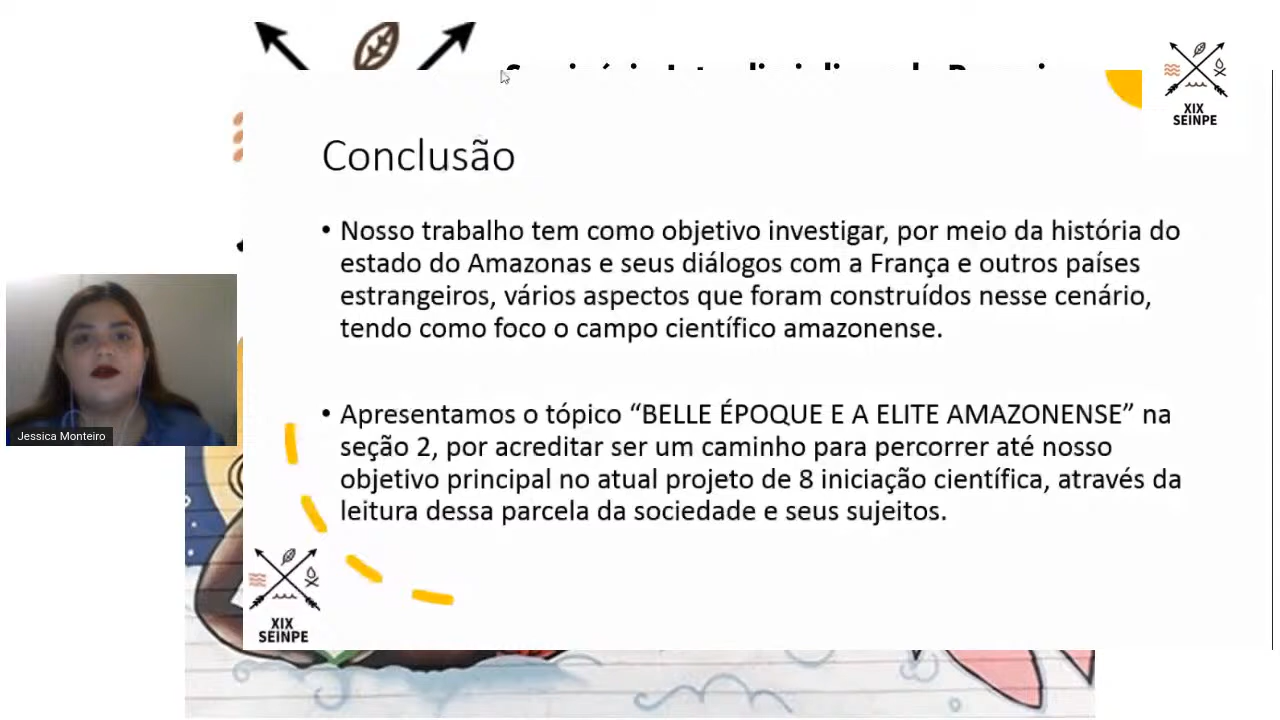 XIX
SEINPE
Conclusão
• Nosso trabalho tem como objetivo investigar, por meio da história do
estado do Amazonas e seus diálogos com a França e outros países
estrangeiros, vários aspectos que foram construídos nesse cenário,
tendo como foco o campo científico amazonense.
• Apresentamos o tópico “BELLE ÉPOQUE E A ELITE AMAZONENSE” na
seção 2, por acreditar ser um caminho para percorrer até nosso
objetivo principal no atual projeto de 8 iniciação científica, através da
leitura dessa parcela da sociedade e seus sujeitos.
Jessica Monteiro
XIX
SEINPE